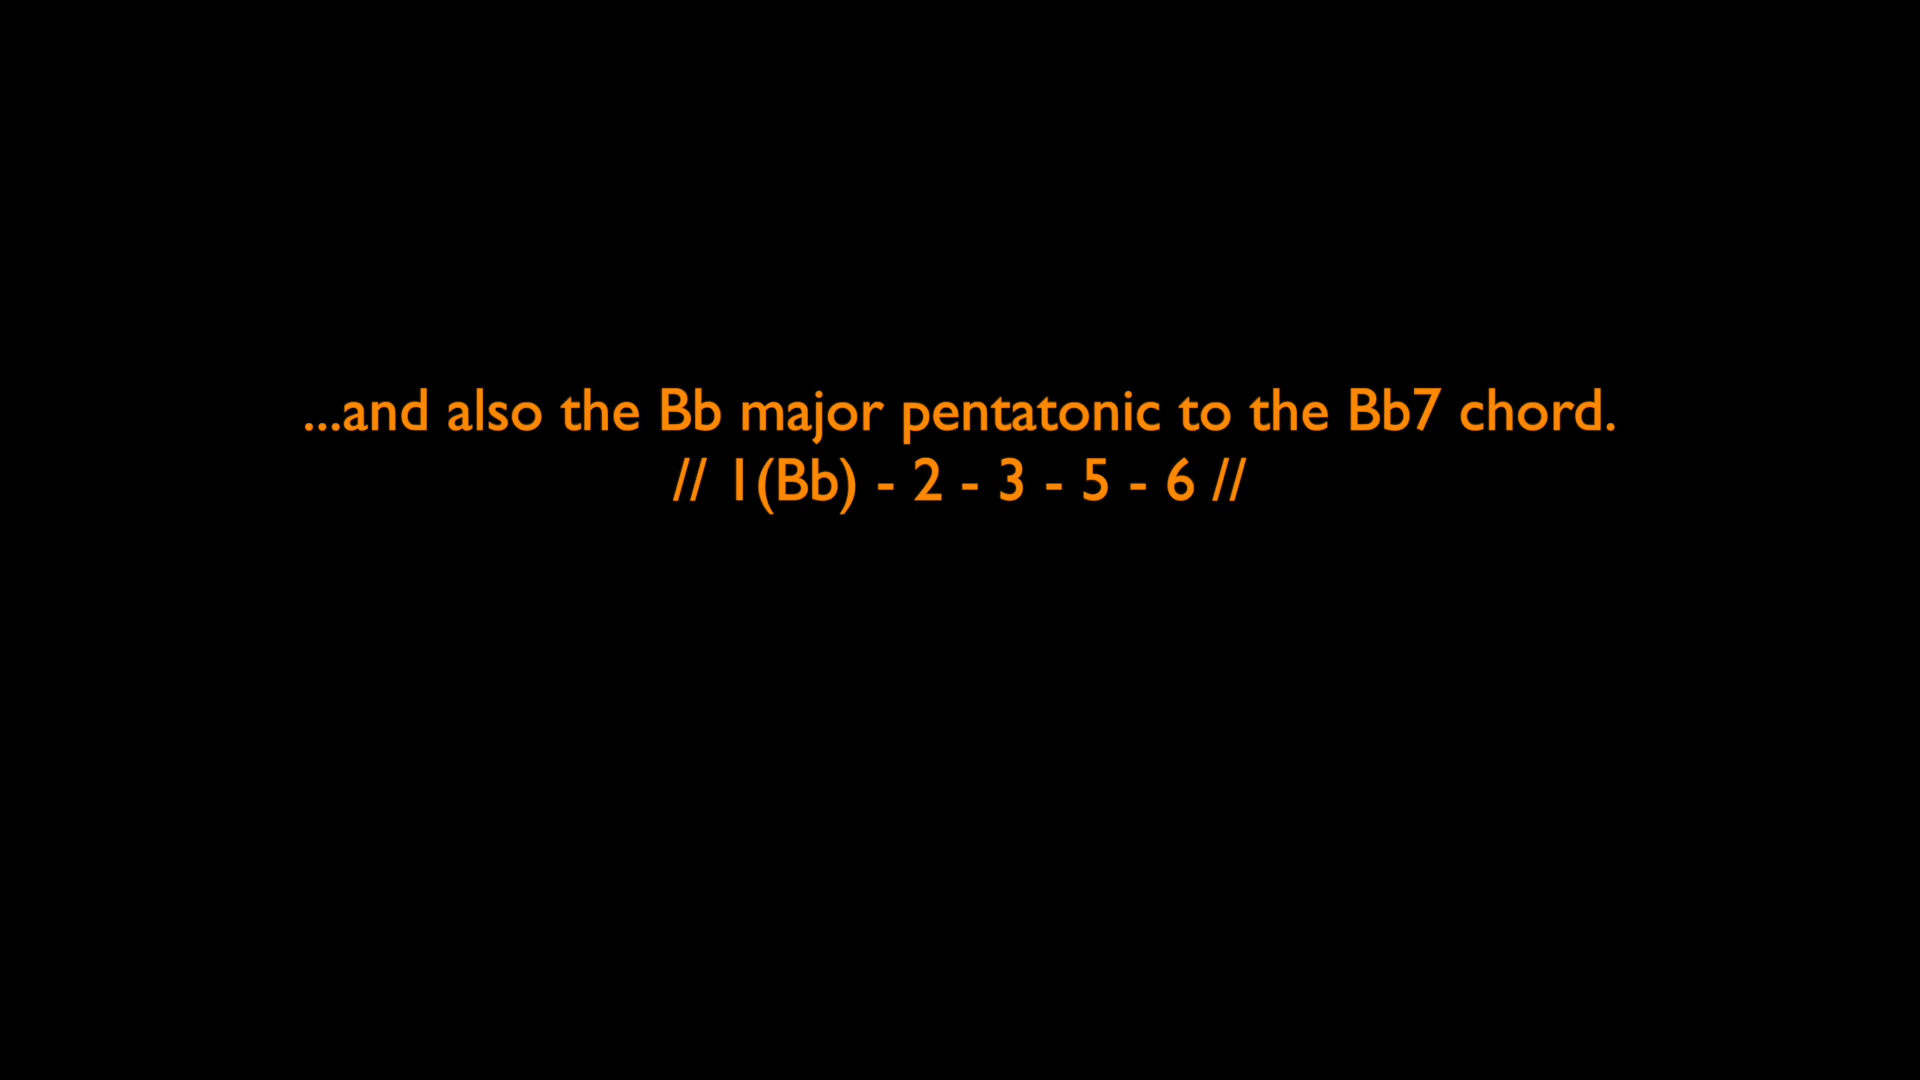 ...and also the Bb major pentatonic to the Bb7 chord.
// 1(Bb) - 2 - 3 - 5 - 6 //